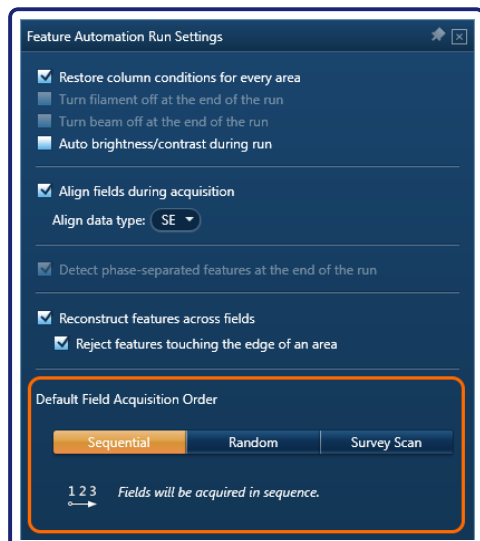 Feature Automation Run Settings
Restore column conditions for every area
Turn filament off at the end of the run
Turn beam off at the end of the run
Auto brightness/contrast during run
Align fields during acquisition
Align data type: SE
Detect phase-separated features at the end of the run
Reconstruct features across fields
Reject features touching the edge of an area
Default Field Acquisition Order
Sequential Random Survey Scan
1 2 3 Fields will be acquired in sequence.